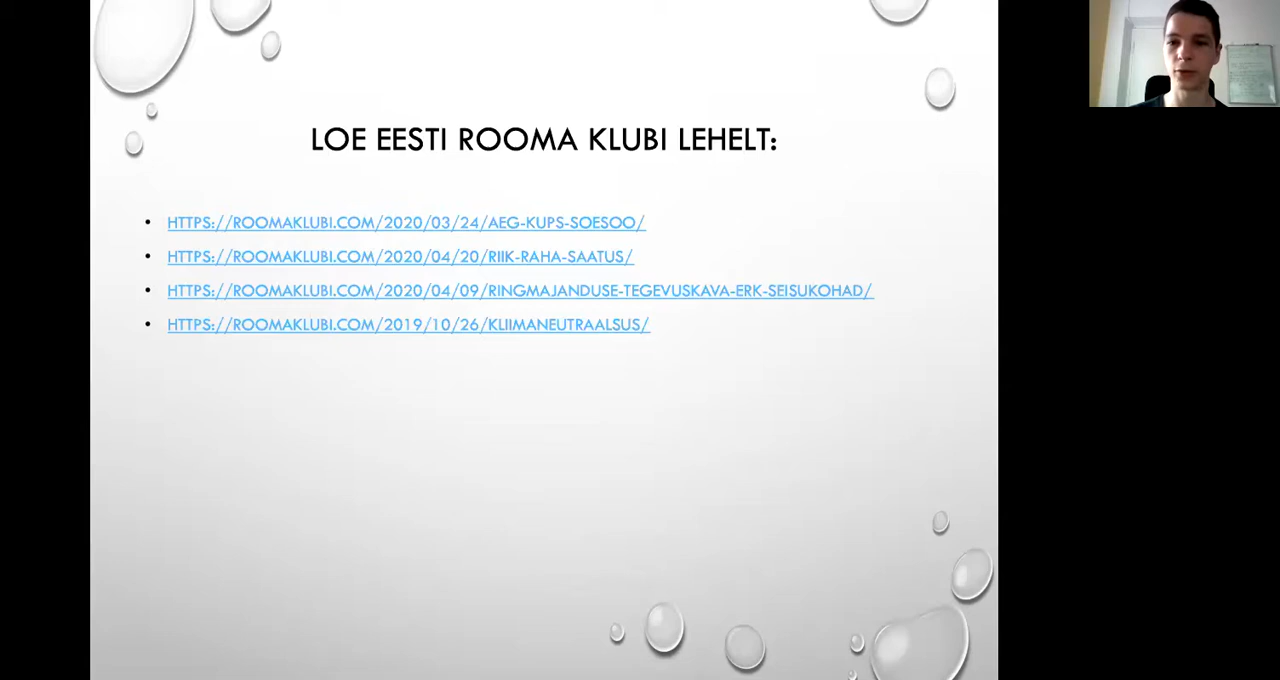 LOE EESTI ROOMA KLUBI LEHELT:
• HTTPS://ROOMAKLUBI.COM/2020/03/24/AEG-KUPS-SOESOO/
• HTTPS://ROOMAKLUBI.COM/2020/04/20/RIIK-RAHA-SAATUS/
• HTTPS://ROOMAKLUBI.COM/2020/04/09/RINGMAJANDUSE-TEGEVUSKAVA-ERK-SEISUKOHAD/
• HTTPS://ROOMAKLUBI.COM/2019/10/26/KLIIMANEUTRAALSUS/